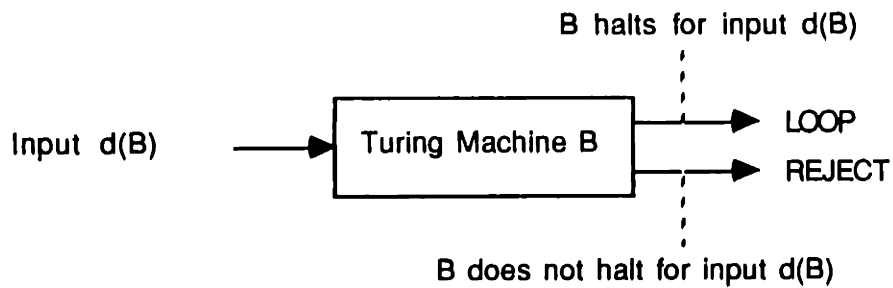 B halts for input d(B)
Input d(B)
Turing Machine B
LOOP
REJECT
B does not halt for input d(B)